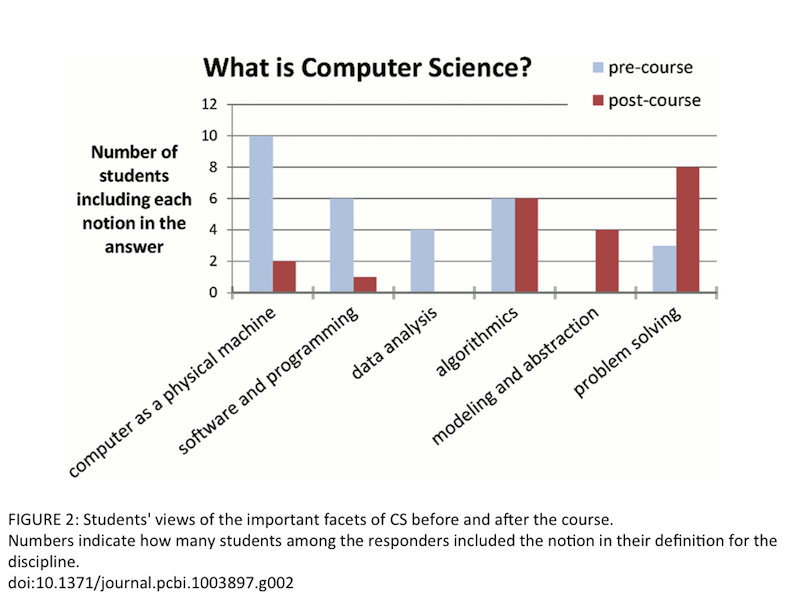 What is Computer Science?
pre-course
post-course
Number of
students
including each
notion in the
answer
12
10
8
6
4
2
0
computer as a physical machine
software and programming
data analysis
algorithmics
modeling and abstraction
problem solving
FIGURE 2: Students' views of the important facets of CS before and after the course.
Numbers indicate how many students among the responders included the notion in their definition for the
discipline.
doi:10.1371/journal.pcbi.1003897.g002